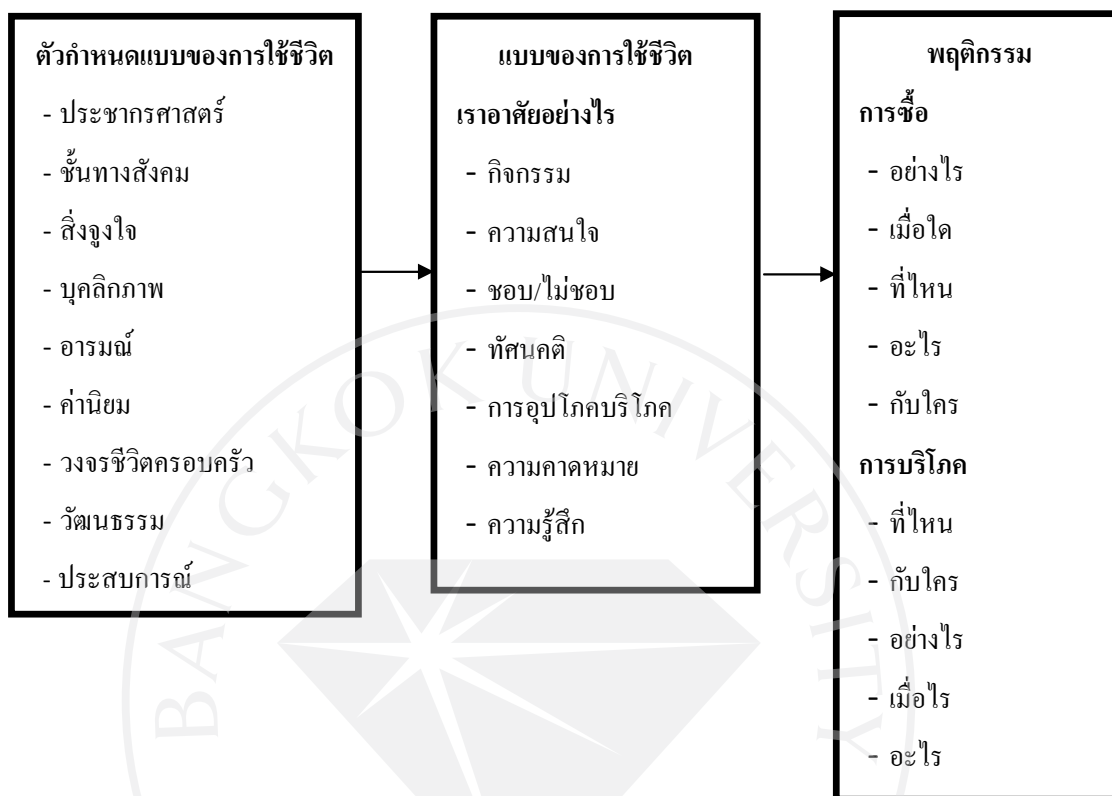 ตัวกำหนดแบบของการใช้ชีวิต
- ประชากรศาสตร์
- ชั้นทางสังคม
- สิ่งจูงใจ
- บุคลิกภาพ
- อารมณ์
- ค่านิยม
- วงจรชีวิตครอบครัว
- วัฒนธรรม
- ประสบการณ์
แบบของการใช้ชีวิต
เราอาศัยอย่างไร
- กิจกรรม
- ความสนใจ
- ชอบ/ไม่ชอบ
- ทัศนคติ
- การอุปโภคบริโภค
- ความคาดหมาย
- ความรู้สึก
พฤติกรรม
การซื้อ
- อย่างไร
- เมื่อใด
- ที่ไหน
- อะไร
- กับใคร
การบริโภค
- ที่ไหน
- กับใคร
- อย่างไร
- เมื่อไร
- อะไร
BANGKOK UNIVERSITY